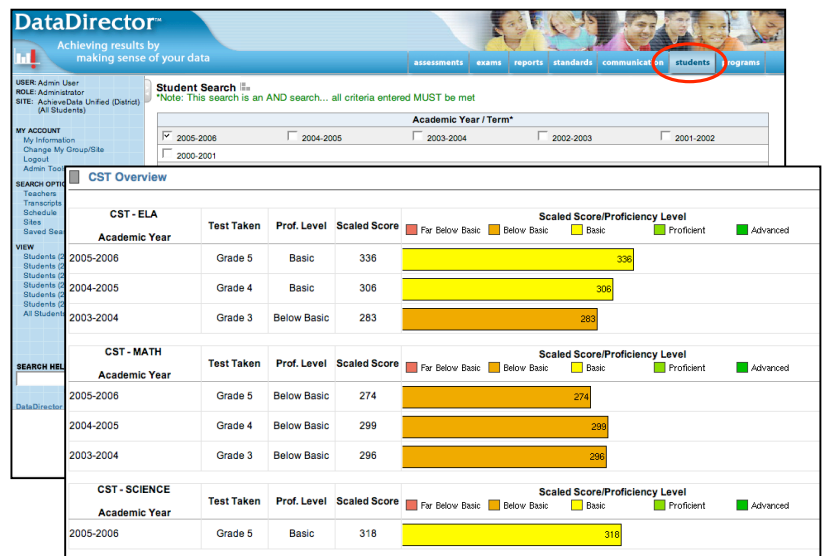 DataDirector™
Achieving results by
making sense of your data
assessments exams reports standards communication students programs
USER: Admin User
ROLE: Administrator
SITE: AchieveData Unified (District)
(All Students)
MY ACCOUNT
My Information
Change My Group/Site
Logout
Admin Tool
SEARCH OPTIO
Teachers
Transcripts
Schedule
Sites
Saved Sear
VIEW
Students (2
Students (2
Students (2
Students (2
Students (2
Students (2
All Students
SEARCH HEL
DataDirector
Student Search
*Note: This search is an AND search... all criteria entered MUST be met
Academic Year / Term*
2005-2006 2004-2005 2003-2004 2002-2003 2001-2002
2000-2001
CST Overview
CST - ELA
Academic Year Test Taken Prof. Level Scaled Score Scaled Score/Proficiency Level
Far Below Basic Below Basic Basic Proficient Advanced
2005-2006 Grade 5 Basic 336 336
2004-2005 Grade 4 Basic 306 306
2003-2004 Grade 3 Below Basic 283 283
CST - MATH
Academic Year Test Taken Prof. Level Scaled Score Scaled Score/Proficiency Level
Far Below Basic Below Basic Basic Proficient Advanced
2005-2006 Grade 5 Below Basic 274 274
2004-2005 Grade 4 Below Basic 299 299
2003-2004 Grade 3 Below Basic 296 296
CST - SCIENCE
Academic Year Test Taken Prof. Level Scaled Score Scaled Score/Proficiency Level
Far Below Basic Below Basic Basic Proficient Advanced
2005-2006 Grade 5 Basic 318 318